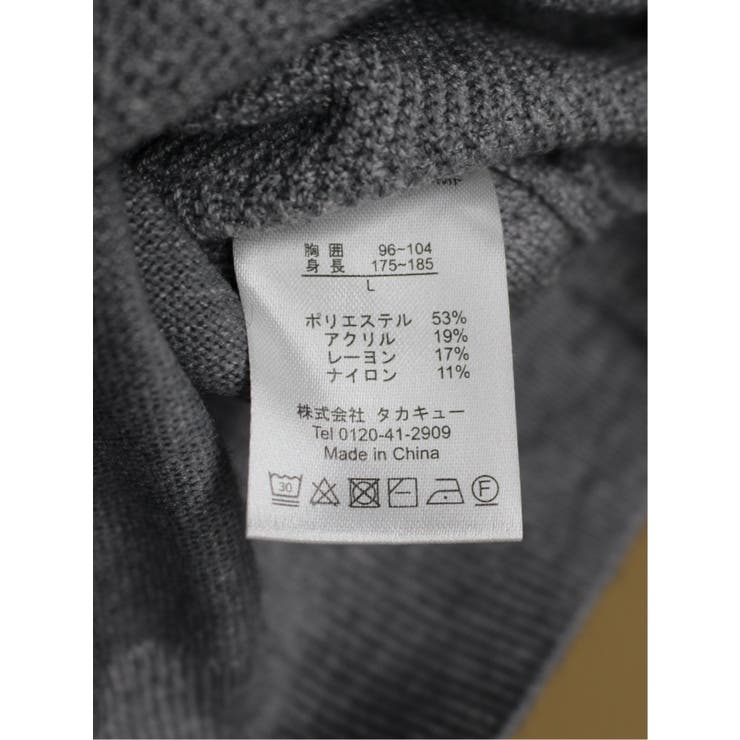 胸囲 96~104
身長 175~185
L
ポリエステル 53%
アクリル 19%
レーヨン 17%
ナイロン 11%
株式会社 タカキュー
Tel 0120-41-2909
Made in China
30
F